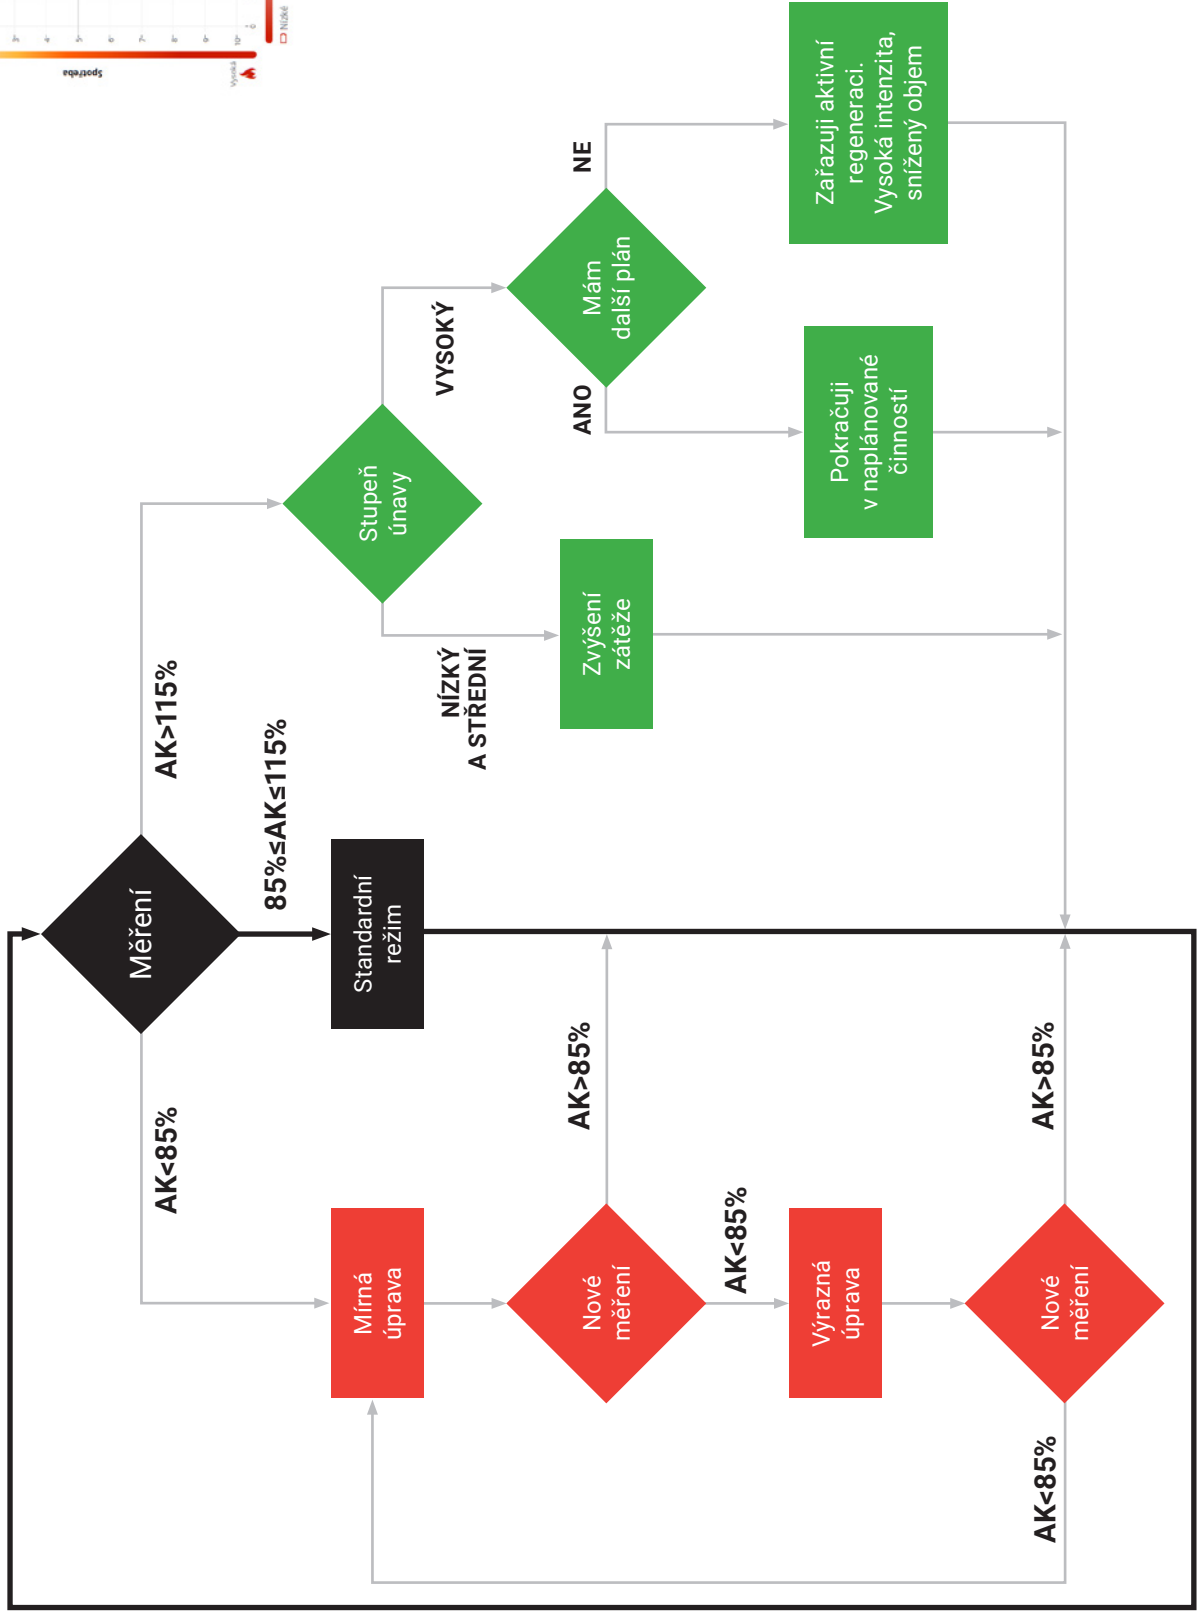 Měření
AK<85%
85%≤AK≤115%
AK>115%
Mírná
úprava
Standardní
režim
Stupeň
únavy
NÍZKÝ
A STŘEDNÍ
VYSOKÝ
Nové
měření
AK>85%
AK<85%
Zvýšení
zátěže
Mám
další plán
ANO
NE
Výrazná
úprava
Pokračuji
v naplánované
činností
Zařazuji aktivní
regeneraci.
Vysoká intenzita,
snížený objem
Nové
měření
AK>85%
AK<85%
Spotřeba
Vysoká
Nízké